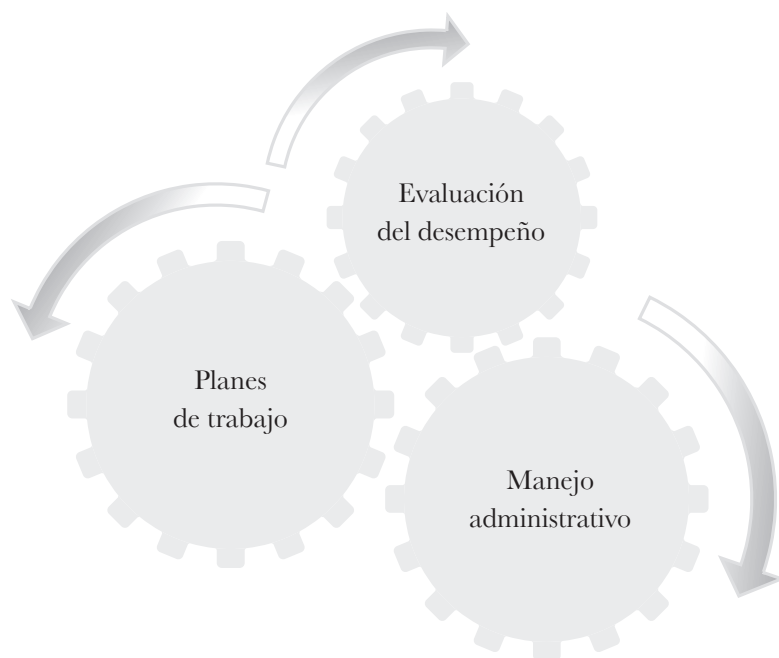 Evaluación
del desempeño
Planes
de trabajo
Manejo
administrativo